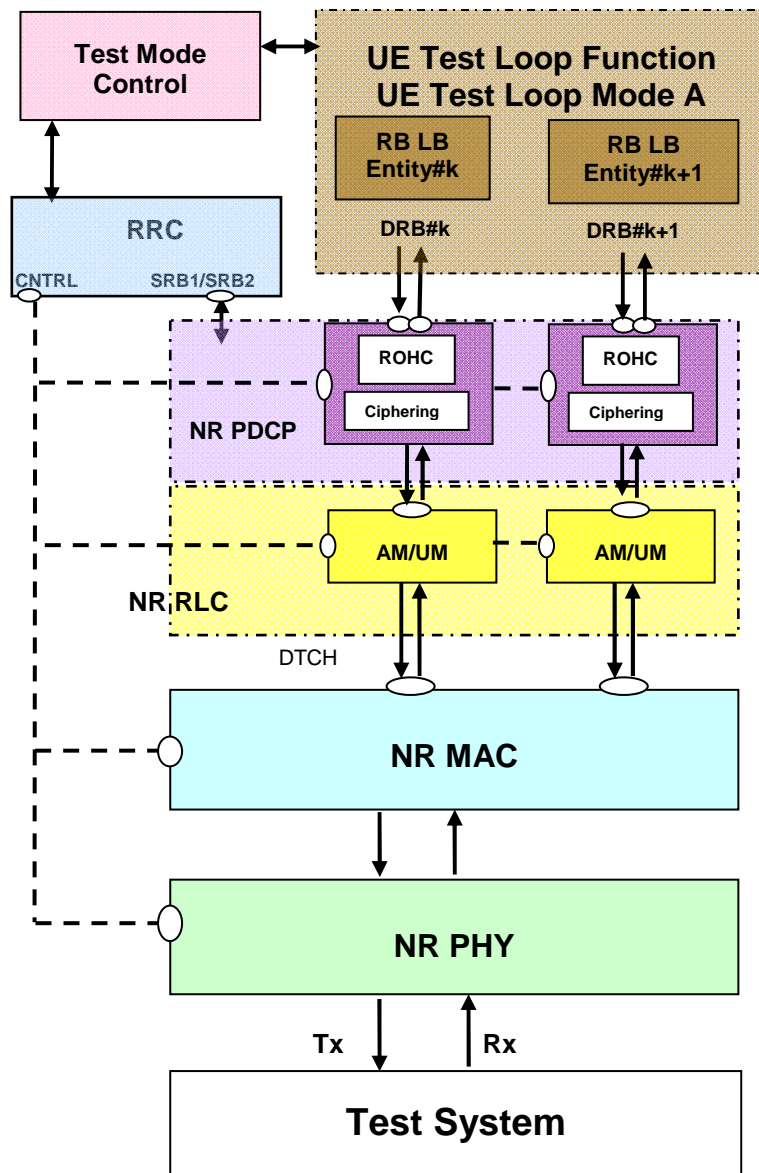 Test Mode
Control
UE Test Loop Function
UE Test Loop Mode A
RB LB
Entity#k
RB LB
Entity#k+1
DRB#k
DRB#k+1
RRC
CNTRL
SRB1/SRB2
ROHC
Ciphering
ROHC
Ciphering
NR PDCP
AM/UM
AM/UM
NR RLC
DTCH
NR MAC
NR PHY
Tx
Rx
Test System